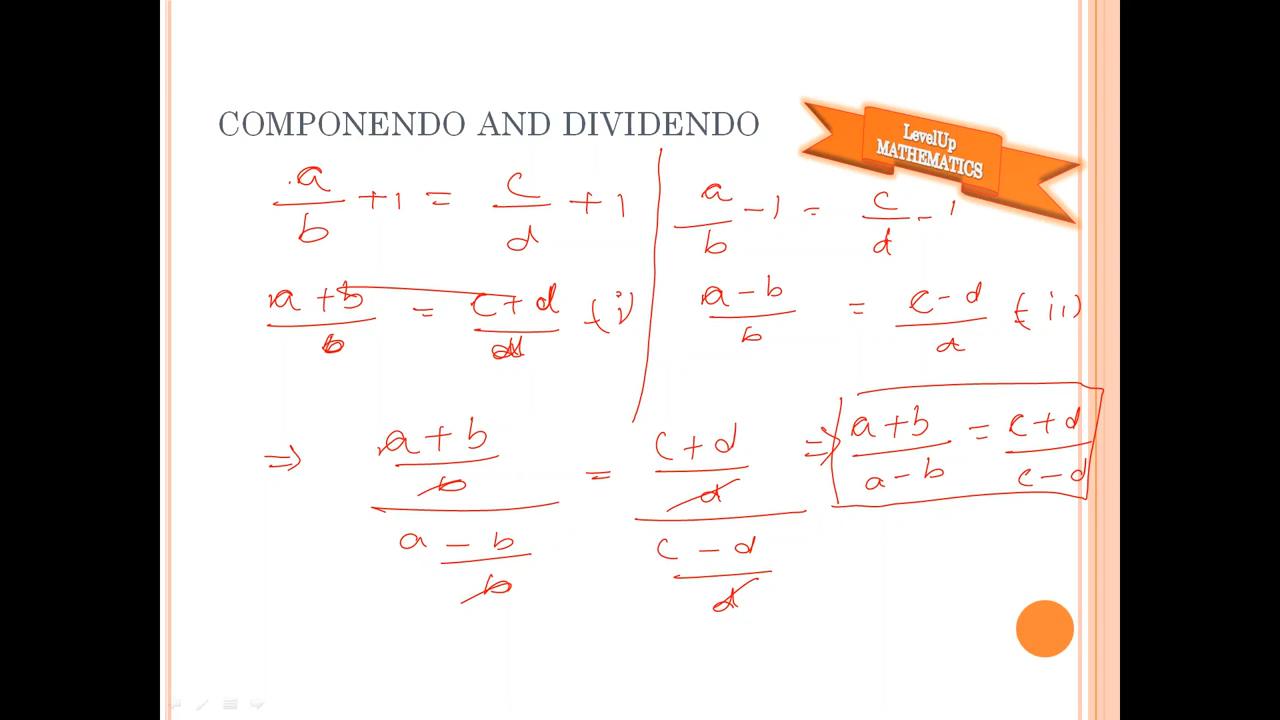 COMPONENDO AND DIVIDENDO
LevelUp
MATHEMATICS
a/b + 1 = c/d + 1
a/b - 1 = c/d - 1
(a + b)/b = (c + d)/d -(i)
(a - b)/b = (c - d)/d -(ii)
⇒ ((a + b)/b)/((a - b)/b) = ((c + d)/d)/((c - d)/d) ⇒ (a + b)/(a - b) = (c + d)/(c - d)